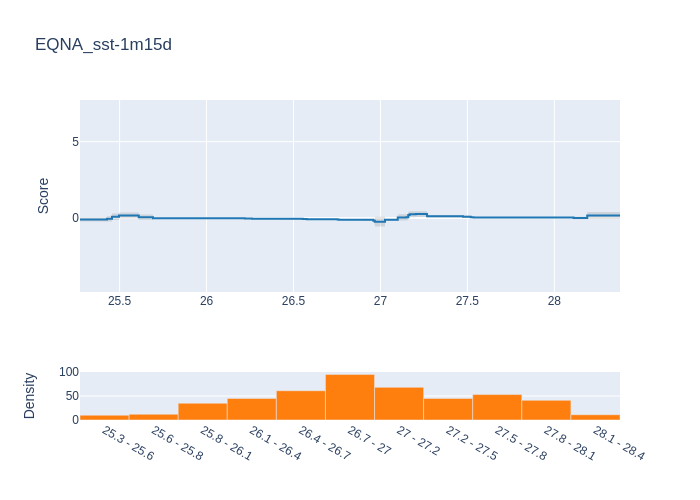 EQNA_sst-1m15d
Score
5
0
25.5 26 26.5 27 27.5 28
Density
100
50
0
25.3 - 25.6
25.6 - 25.8
25.8 - 26.1
26.1 - 26.4
26.4 - 26.7
26.7 - 27
27 - 27.2
27.2 - 27.5
27.5 - 27.8
27.8 - 28.1
28.1 - 28.4